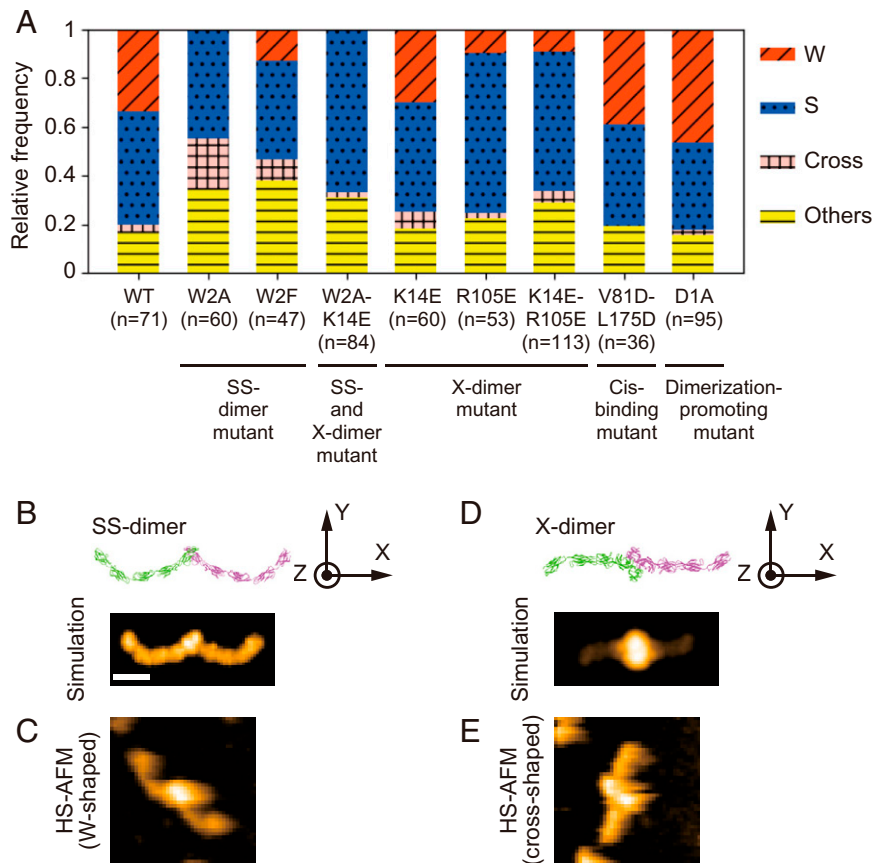 A
Relative frequency
1
0.8
0.6
0.4
0.2
0
W
S
Cross
Others
WT
(n=71)
W2A
(n=60)
W2F
(n=47)
W2A-
K14E
(n=84)
K14E
(n=60)
R105E
(n=53)
K14E-
R105E
(n=113)
V81D-
L175D
(n=36)
D1A
(n=95)
SS-
dimer
mutant
SS-
and
X-dimer
mutant
X-dimer
mutant
Cis-
binding
mutant
Dimerization-
promoting
mutant
B
SS-dimer
Y
X
Z
Simulation
C
HS-AFM
(W-shaped)
D
X-dimer
Y
X
Z
Simulation
E
HS-AFM
(cross-shaped)